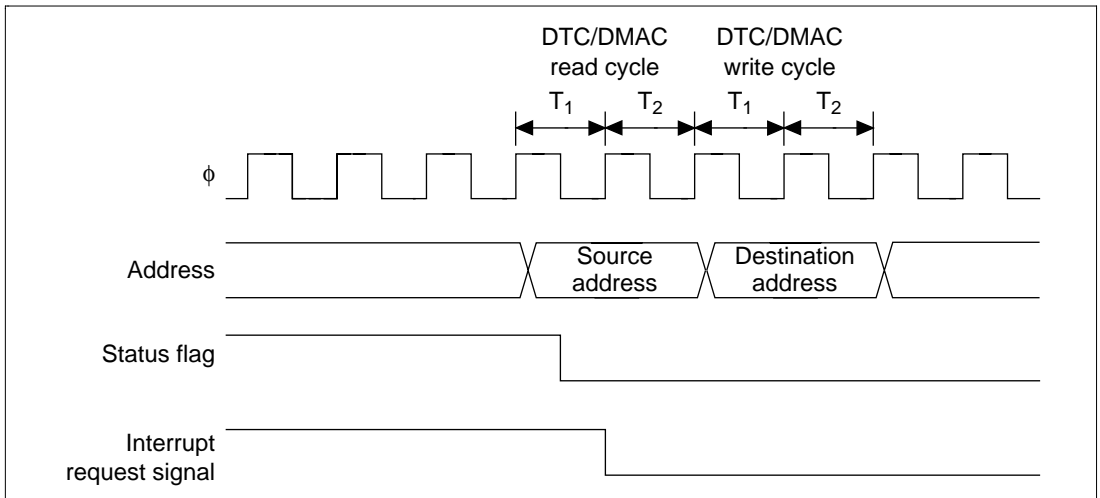 DTC/DMAC
read cycle
DTC/DMAC
write cycle
T1
T2
T1
T2
ϕ
Address
Source
address
Destination
address
Status flag
Interrupt
request signal